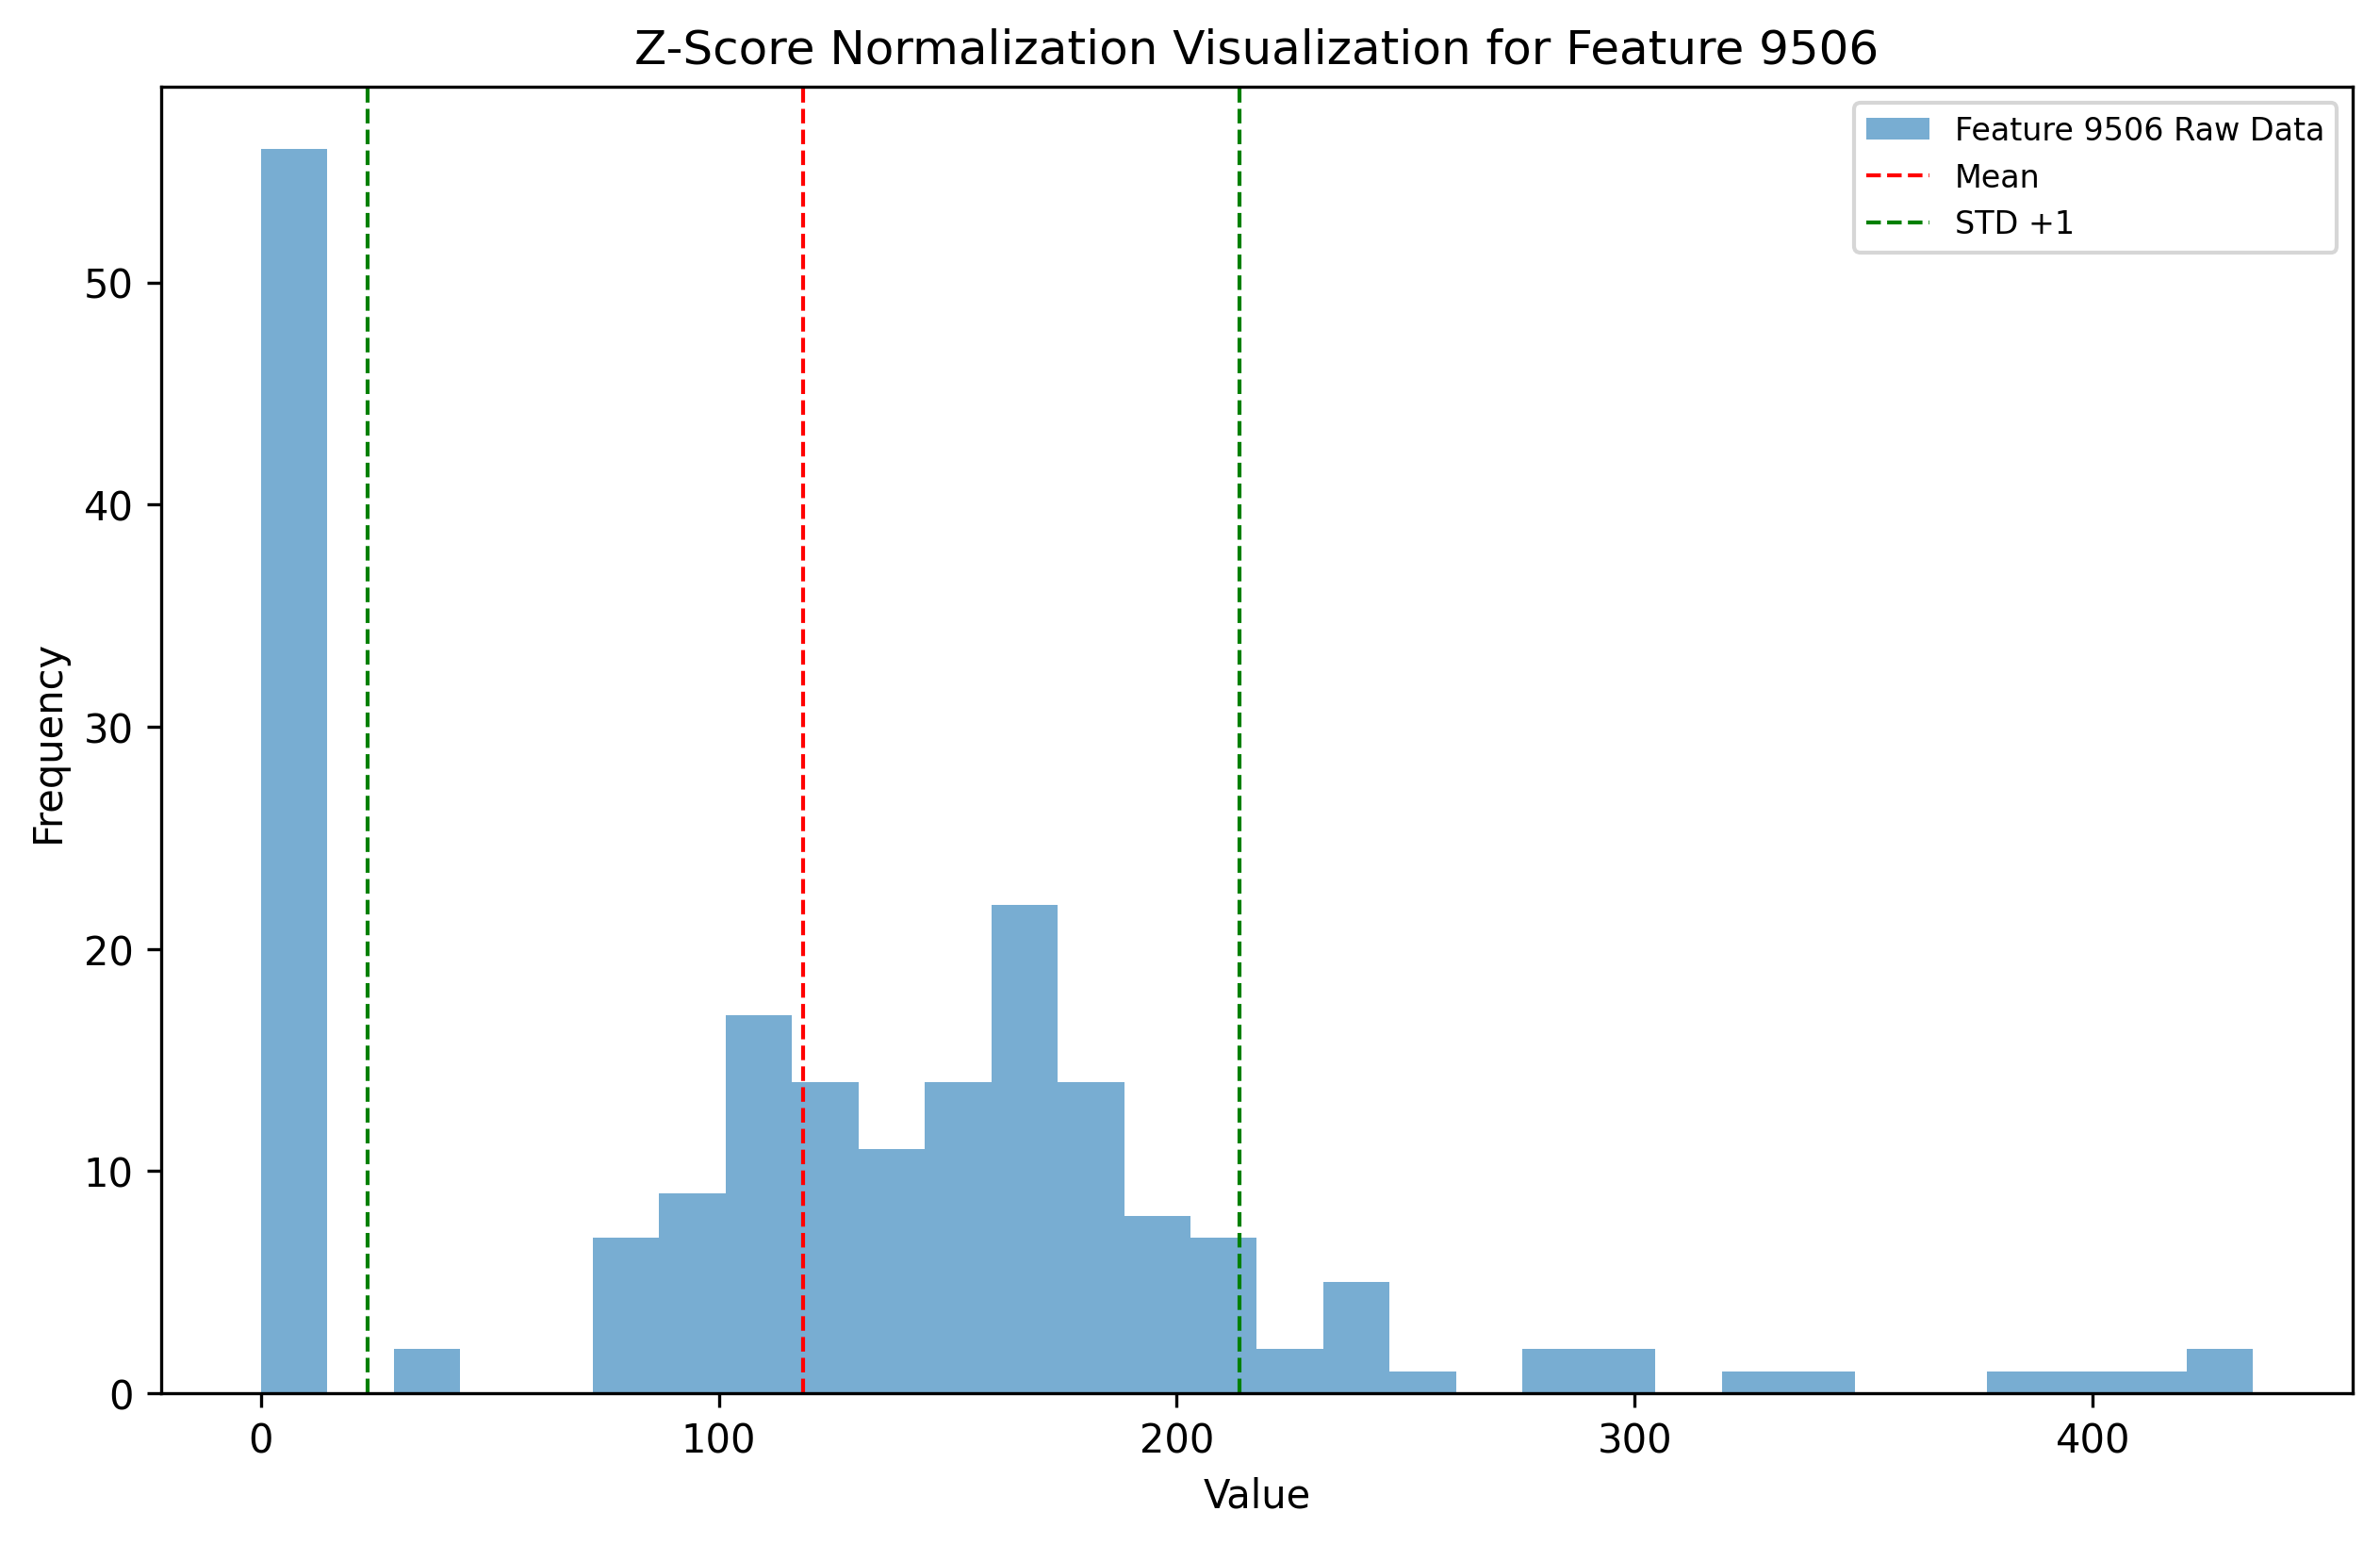 Z-Score Normalization Visualization for Feature 9506
Feature 9506 Raw Data
Mean
STD +1
50
40
30
20
10
0
Frequency
0 100 200 300 400
Value